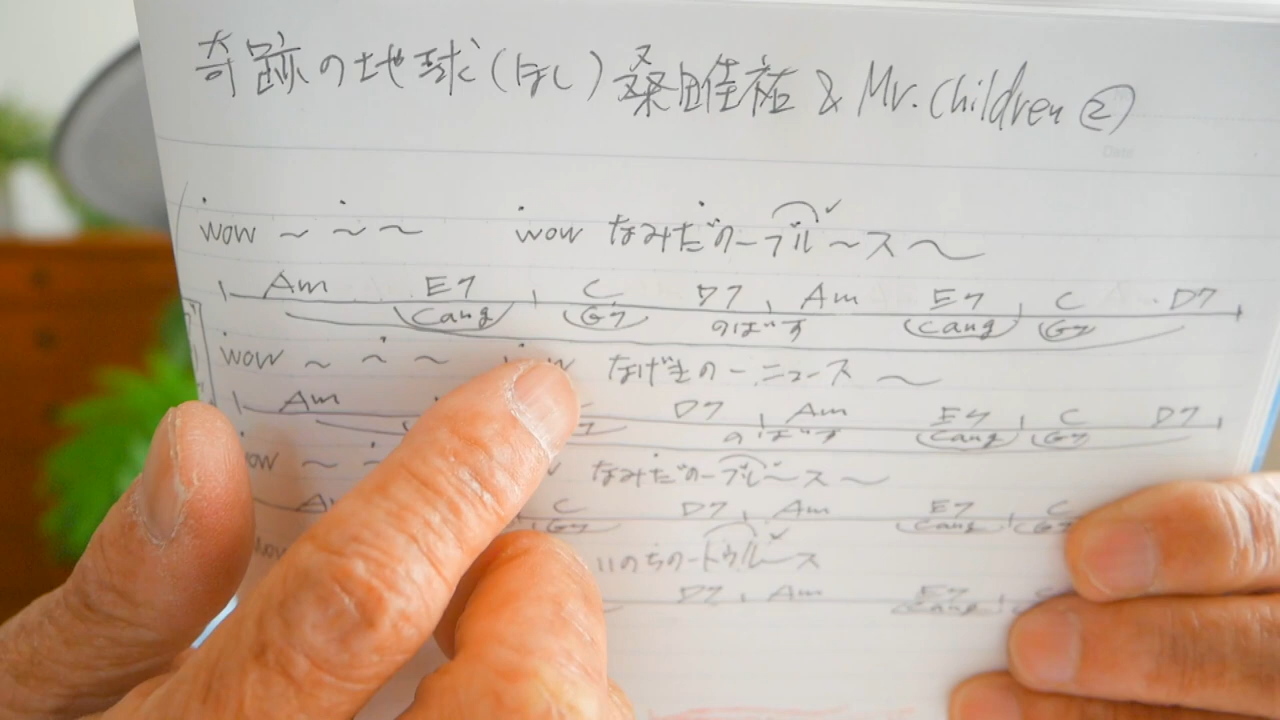 奇跡の地球(ほし) 桑田佳祐 & Mr. Children ②
wow ~ ~ ~ wow なみだのーブル~ス~
Am E7 C D7 Am E7 C D7
(Caug) (G7) のばす (Caug) (G7)
wow ~ ~ ~ なげきのーニュース ~
Am D7 Am E7 C D7
のばす (Caug) (G7)
~ なみだのーブル~ス ~
C D7 Am E7 C
G7 (Caug) (G7
いのちのートゥルース
D7 Am E7
(Caug)